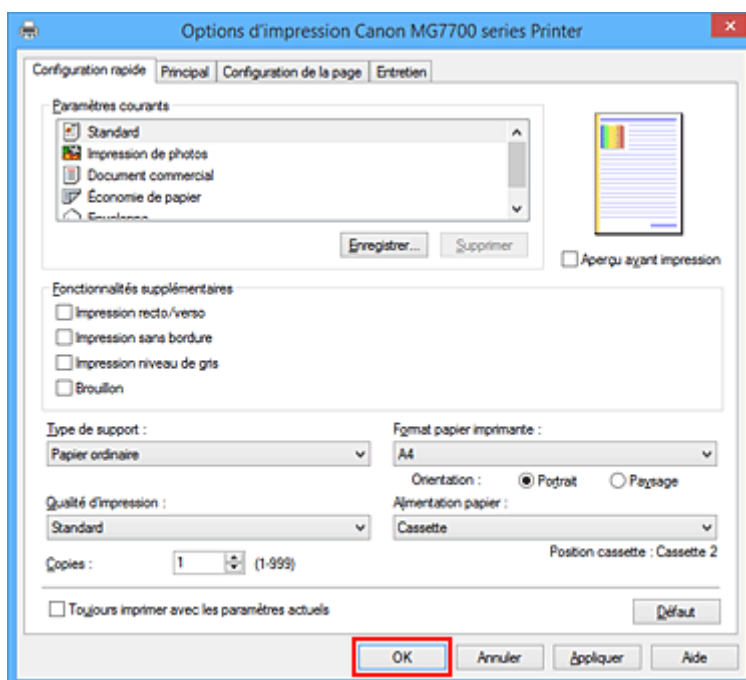 Options d'impression Canon MG7700 series Printer
Configuration rapide Principal Configuration de la page Entretien
Paramètres courants
Standard
Impression de photos
Document commercial
Économie de papier
Enregistrer... Supprimer
Aperçu avant impression
Fonctionnalités supplémentaires
Impression recto/verso
Impression sans bordure
Impression niveau de gris
Brouillon
Type de support :
Papier ordinaire
Format papier imprimante :
A4
Orientation : Portrait Paysage
Qualité d'impression :
Standard
Alimentation papier :
Cassette
Position cassette : Cassette 2
Copies : 1 (1-999)
Toujours imprimer avec les paramètres actuels
Défaut
OK Annuler Appliquer Aide